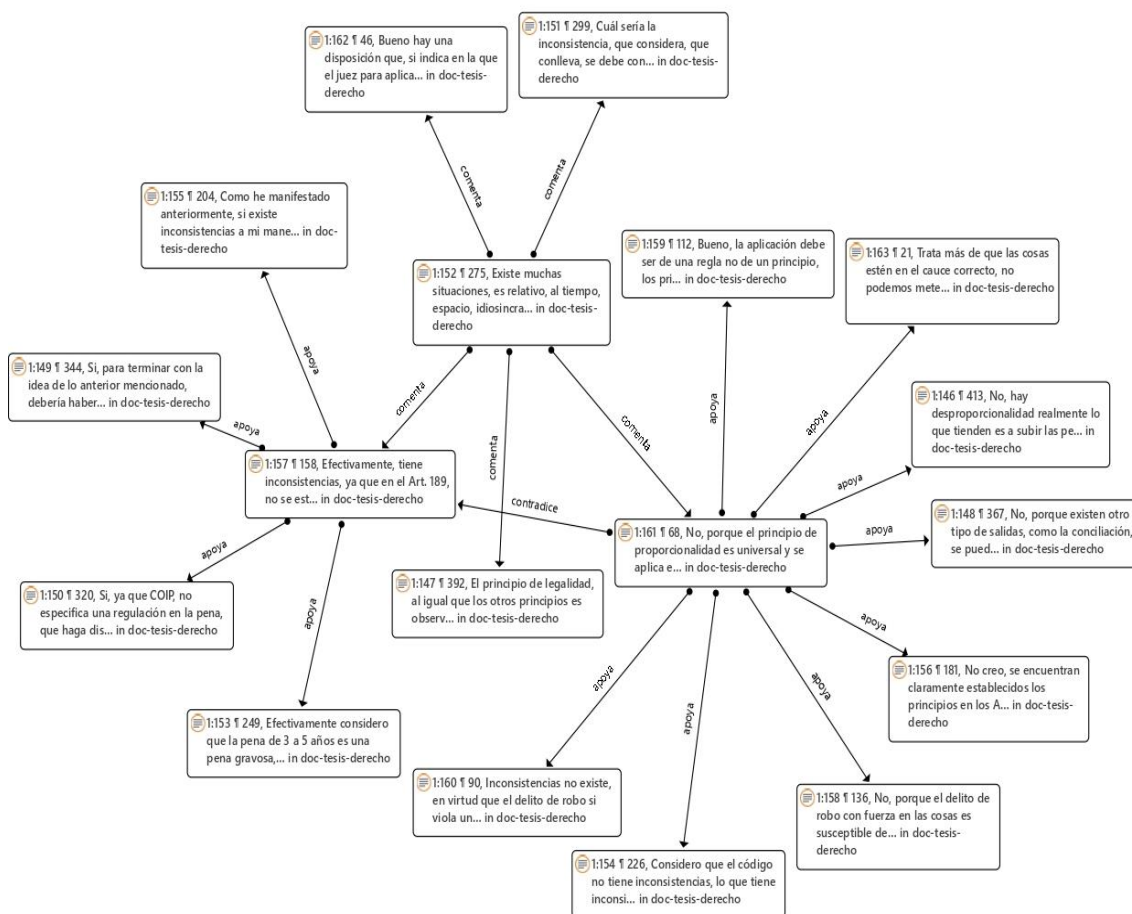 1:162 ¶ 46, Bueno hay una
disposición que, si indica en la que
el juez para aplica... in doc-tesis-
derecho
1:151 ¶ 299, Cuál sería la
inconsistencia, que considera, que
conlleva, se debe con... in doc-tesis-
derecho
comenta
comenta
1:155 ¶ 204, Como he manifestado
anteriormente, si existe
inconsistencias a mi mane... in doc-
tesis-derecho
1:152 ¶ 275, Existe muchas
situaciones, es relativo, al tiempo,
espacio, idiosincra... in doc-tesis-
derecho
1:159 ¶ 112, Bueno, la aplicación debe
ser de una regla no de un principio,
los pri... in doc-tesis-derecho
1:163 ¶ 21, Trata más de que las cosas
estén en el cauce correcto, no
podemos mete... in doc-tesis-
derecho
apoya
comenta
comenta
comenta
apoya
apoya
1:149 ¶ 344, Si, para terminar con la
idea de lo anterior mencionado,
debería haber... in doc-tesis-derecho
apoya
1:146 ¶ 413, No, hay
desproporcionalidad realmente lo
que tienden es a subir las pe... in
doc-tesis-derecho
apoya
1:157 ¶ 158, Efectivamente, tiene
inconsistencias, ya que en el Art. 189,
no se est... in doc-tesis-derecho
contradice
1:161 ¶ 68, No, porque el principio de
proporcionalidad es universal y se
aplica e... in doc-tesis-derecho
apoya
1:148 ¶ 367, No, porque existen otro
tipo de salidas, como la conciliación,
se pued... in doc-tesis-derecho
apoya
apoya
1:150 ¶ 320, Si, ya que COIP, no
especifica una regulación en la pena,
que haga dis... in doc-tesis-derecho
1:147 ¶ 392, El principio de legalidad,
al igual que los otros principios es
observ... in doc-tesis-derecho
apoya
apoya
apoya
apoya
1:156 ¶ 181, No creo, se encuentran
claramente establecidos los
principios en los A... in doc-tesis-
derecho
1:153 ¶ 249, Efectivamente considero
que la pena de 3 a 5 años es una
pena gravosa,... in doc-tesis-derecho
1:160 ¶ 90, Inconsistencias no existe,
en virtud que el delito de robo si
viola un... in doc-tesis-derecho
1:158 ¶ 136, No, porque el delito de
robo con fuerza en las cosas es
susceptible de... in doc-tesis-
derecho
1:154 ¶ 226, Considero que el código
no tiene inconsistencias, lo que tiene
inconsi... in doc-tesis-derecho